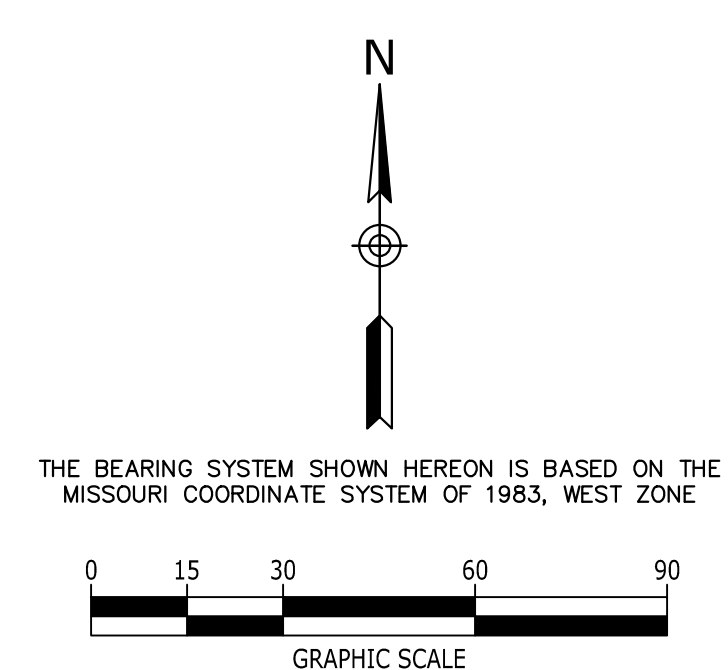 N
THE BEARING SYSTEM SHOWN HEREON IS BASED ON THE
MISSOURI COORDINATE SYSTEM OF 1983, WEST ZONE
0 15 30 60 90
GRAPHIC SCALE